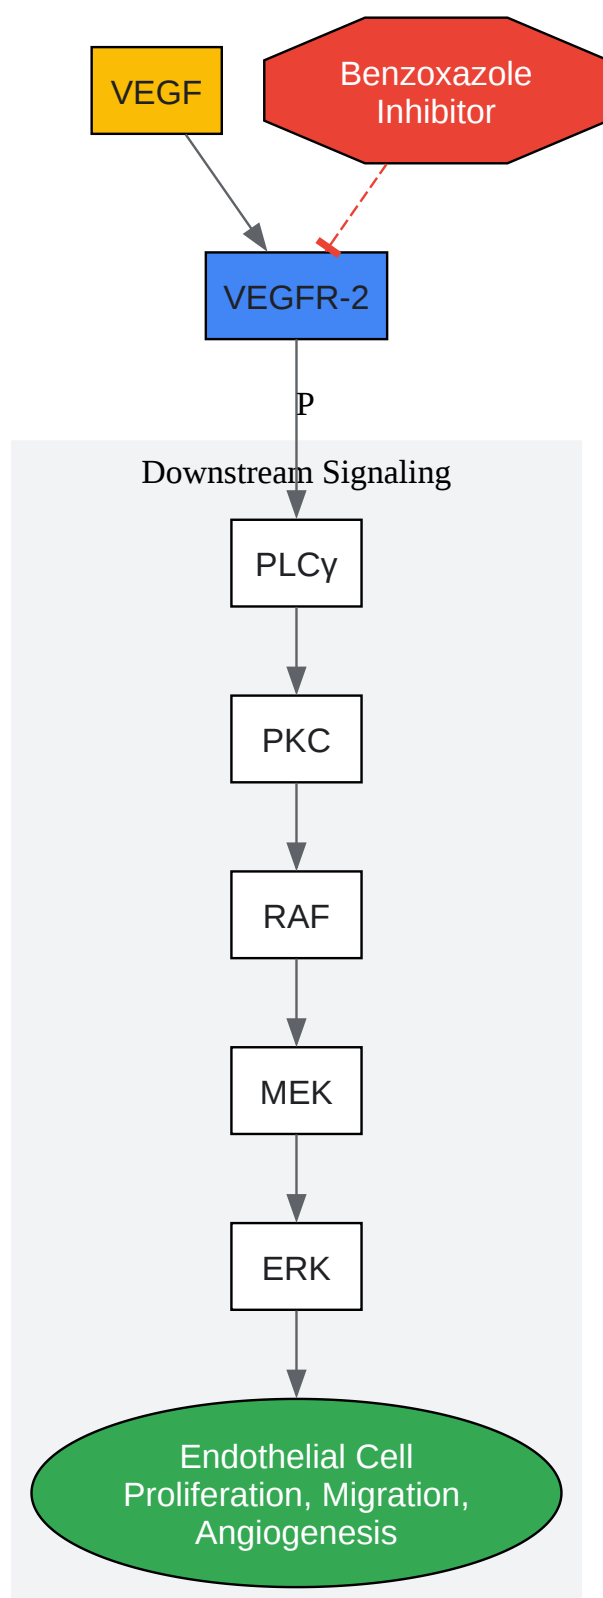 VEGF
Benzoxazole
Inhibitor
VEGFR-2
P
Downstream Signaling
PLCγ
PKC
RAF
MEK
ERK
Endothelial Cell
Proliferation, Migration,
Angiogenesis